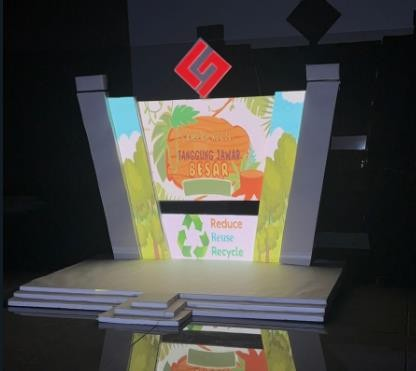 TANGGUNG JAWAB
BESAR
Reduce
Reuse
Recycle